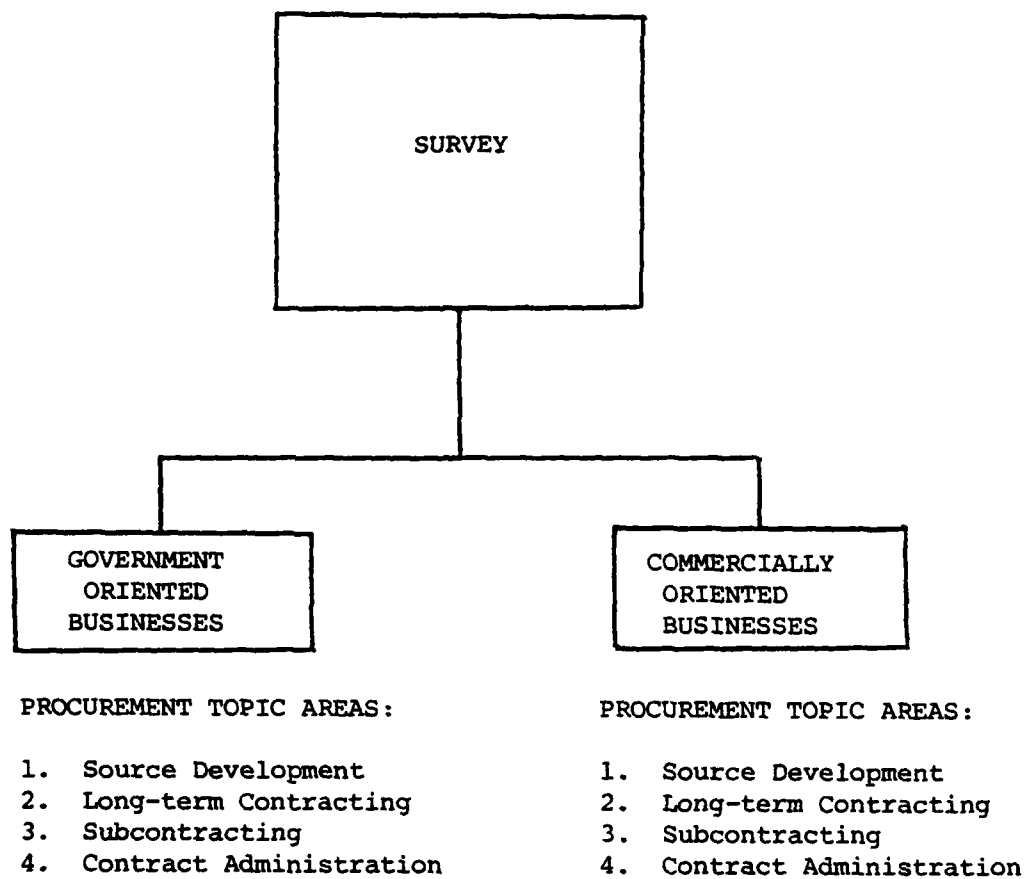 SURVEY
GOVERNMENT
ORIENTED
BUSINESSES
COMMERCIALLY
ORIENTED
BUSINESSES
PROCUREMENT TOPIC AREAS:
1. Source Development
2. Long-term Contracting
3. Subcontracting
4. Contract Administration
PROCUREMENT TOPIC AREAS:
1. Source Development
2. Long-term Contracting
3. Subcontracting
4. Contract Administration